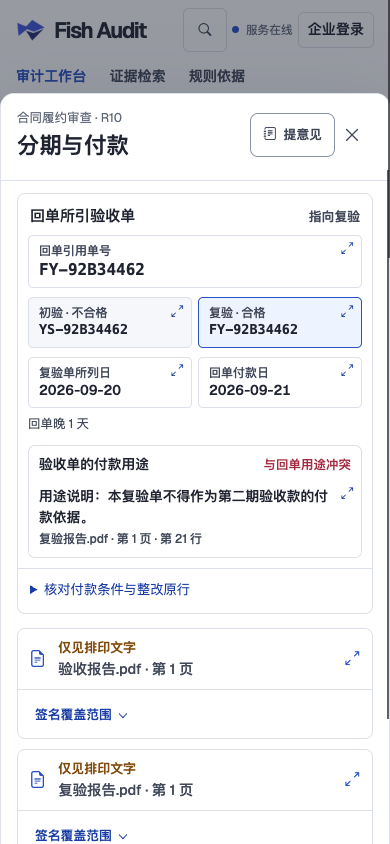 Fish Audit
服务在线
企业登录
审计工作台 证据检索 规则依据
合同履约审查 · R10
分期与付款
提意见
回单所引验收单
指向复验
回单引用单号
FY–92B34462
初验 · 不合格
YS–92B34462
复验 · 合格
FY–92B34462
复验单所列日
2026-09-20
回单付款日
2026-09-21
回单晚 1 天
验收单的付款用途
与回单用途冲突
用途说明：本复验单不得作为第二期验收款的付
款依据。
复验报告.pdf · 第 1 页 · 第 21 行
核对付款条件与整改原行
仅见排印文字
验收报告.pdf · 第 1 页
签名覆盖范围
仅见排印文字
复验报告.pdf · 第 1 页
签名覆盖范围